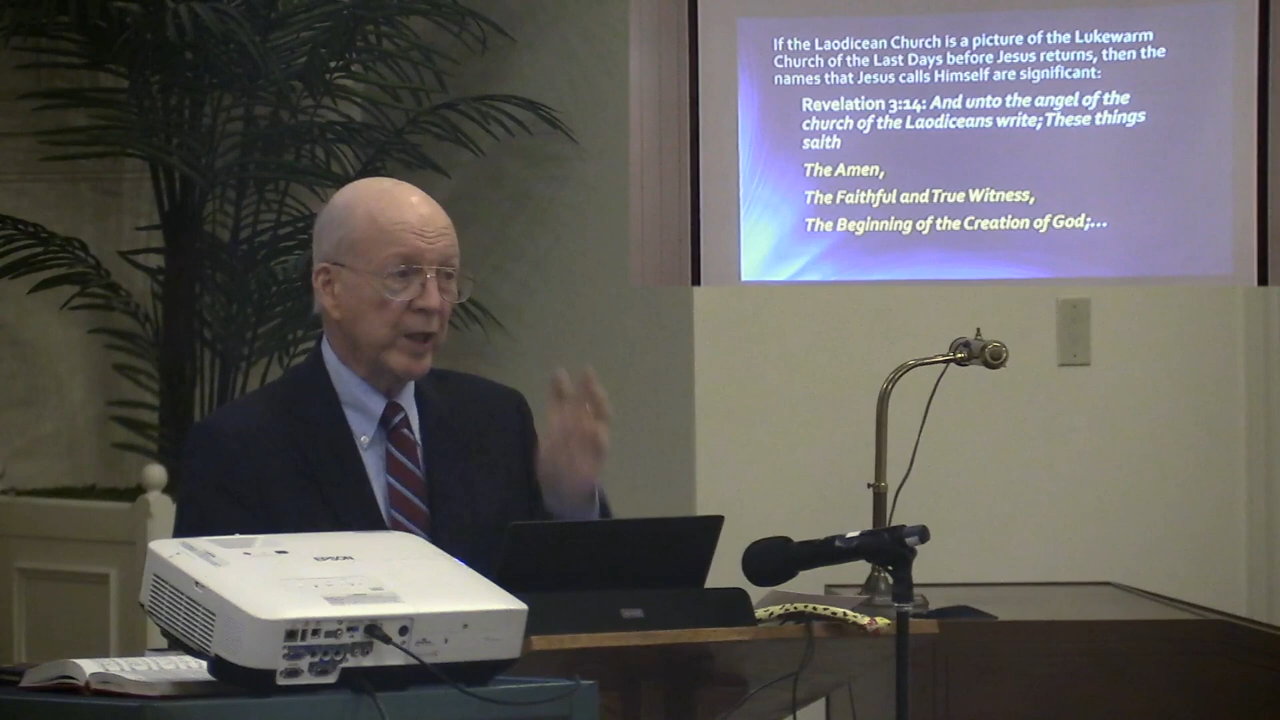 If the Laodicean Church is a picture of the Lukewarm
Church of the Last Days before Jesus returns, then the
names that Jesus calls Himself are significant:
Revelation 3:14: And unto the angel of the
church of the Laodiceans write; These things
saith
The Amen,
The Faithful and True Witness,
The Beginning of the Creation of God;...
EPSON